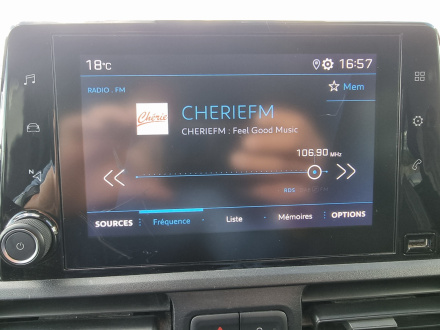 18°C
16:57
RADIO . FM
Mem
Chérie
CHERIEFM
CHERIEFM : Feel Good Music
106.90 MHz
RDS
SOURCES
Fréquence
Liste
Mémoires
OPTIONS
N